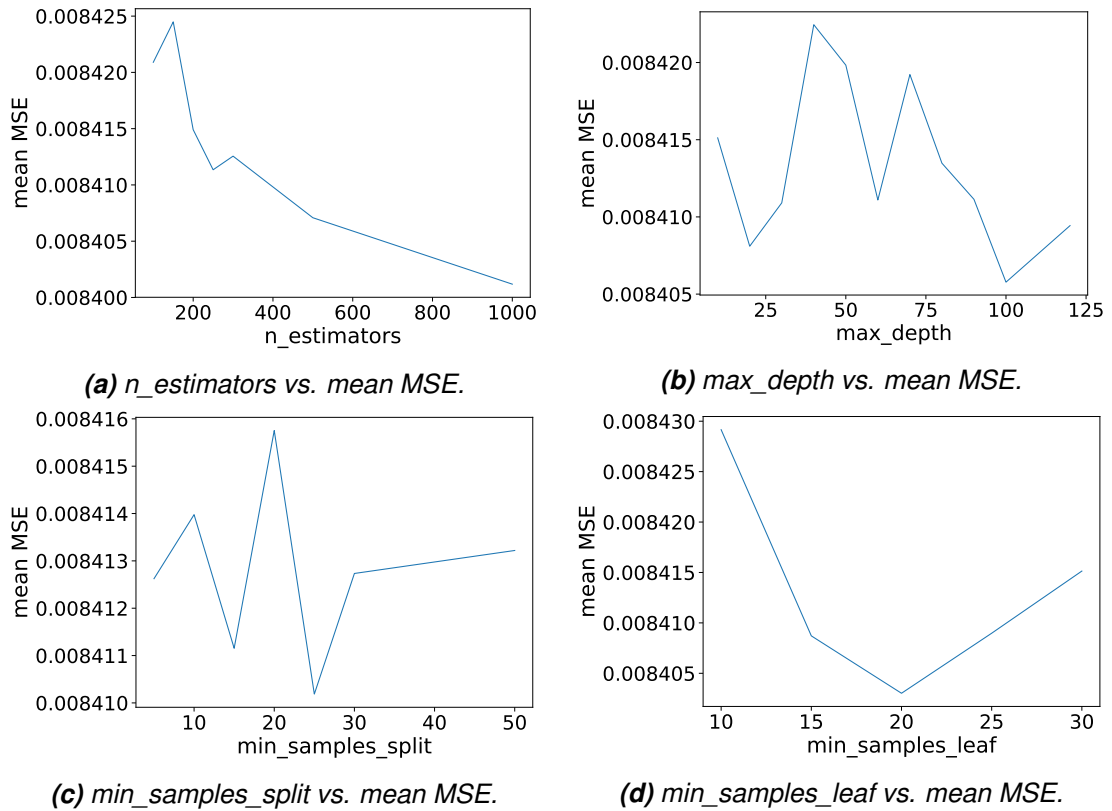 0.008425
0.008420
0.008415
0.008410
0.008405
0.008400
mean MSE
200 400 600 800 1000
n_estimators
(a) n_estimators vs. mean MSE.
0.008420
0.008415
0.008410
0.008405
mean MSE
25 50 75 100 125
max_depth
(b) max_depth vs. mean MSE.
0.008416
0.008415
0.008414
0.008413
0.008412
0.008411
0.008410
mean MSE
10 20 30 40 50
min_samples_split
(c) min_samples_split vs. mean MSE.
0.008430
0.008425
0.008420
0.008415
0.008410
0.008405
mean MSE
10 15 20 25 30
min_samples_leaf
(d) min_samples_leaf vs. mean MSE.